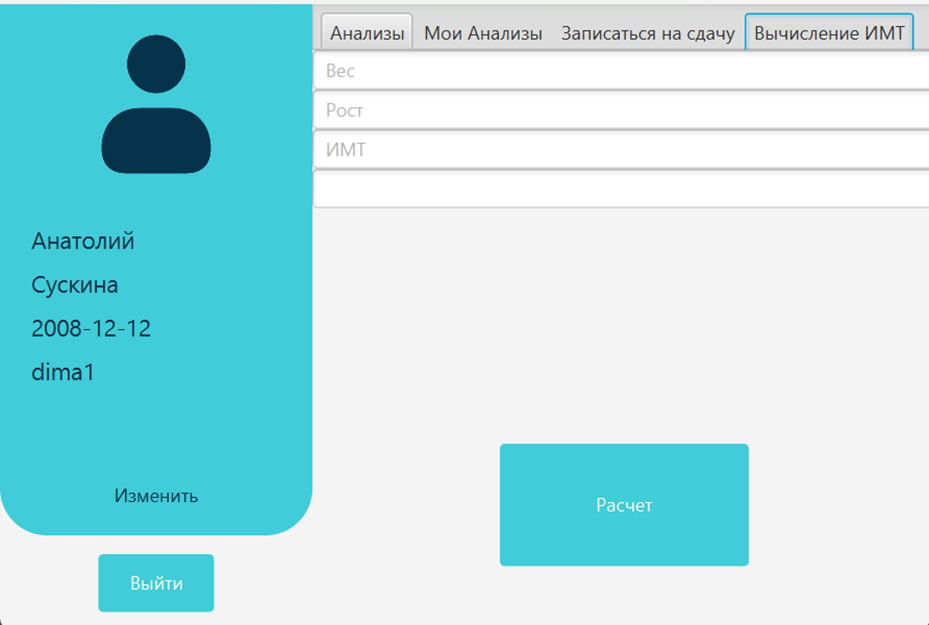 Анализы Мои Анализы Записаться на сдачу Вычисление ИМТ
Вес
Рост
ИМТ
Анатолий
Сускина
2008-12-12
dima1
Изменить
Расчет
Выйти